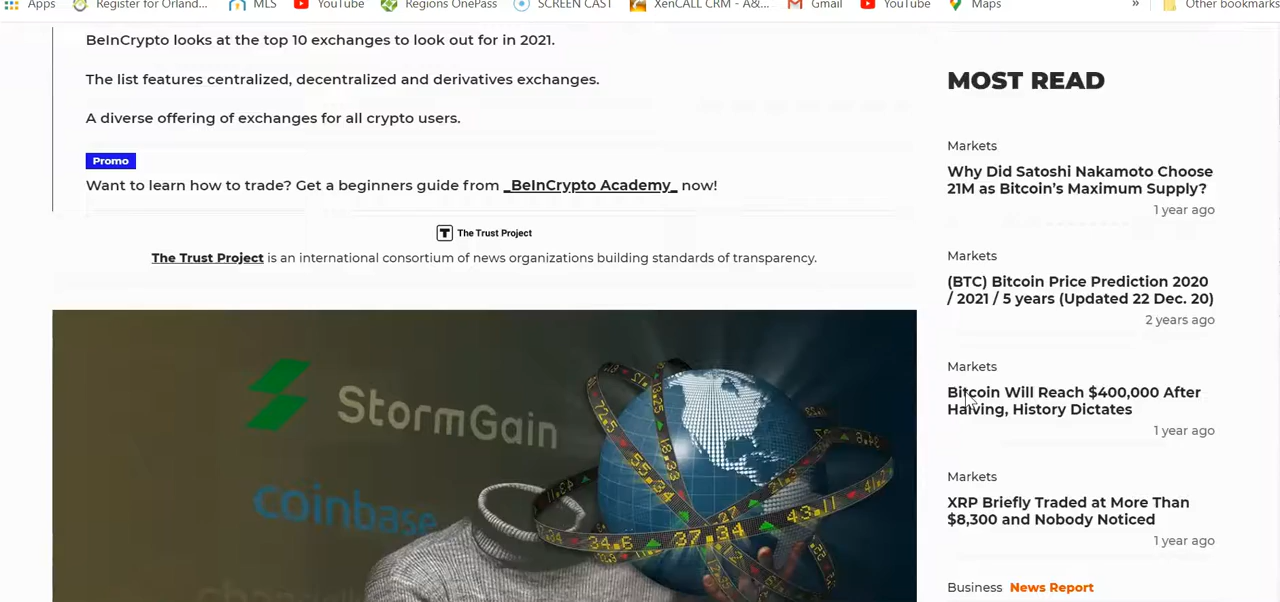 Apps
Register for Orland...
MLS
YouTube
Regions OnePass
SCREEN CAST
XenCALL CRM - A&...
Gmail
YouTube
Maps
»
Other bookmarks
BeInCrypto looks at the top 10 exchanges to look out for in 2021.
The list features centralized, decentralized and derivatives exchanges.
A diverse offering of exchanges for all crypto users.
Promo
Want to learn how to trade? Get a beginners guide from _BeInCrypto Academy_ now!
T The Trust Project
The Trust Project is an international consortium of news organizations building standards of transparency.
StormGain
coinbase
34.6
37.34
43.11
MOST READ
Markets
Why Did Satoshi Nakamoto Choose
21M as Bitcoin's Maximum Supply?
1 year ago
Markets
(BTC) Bitcoin Price Prediction 2020
/ 2021 / 5 years (Updated 22 Dec. 20)
2 years ago
Markets
Bitcoin Will Reach $400,000 After
Halving, History Dictates
1 year ago
Markets
XRP Briefly Traded at More Than
$8,300 and Nobody Noticed
1 year ago
Business News Report